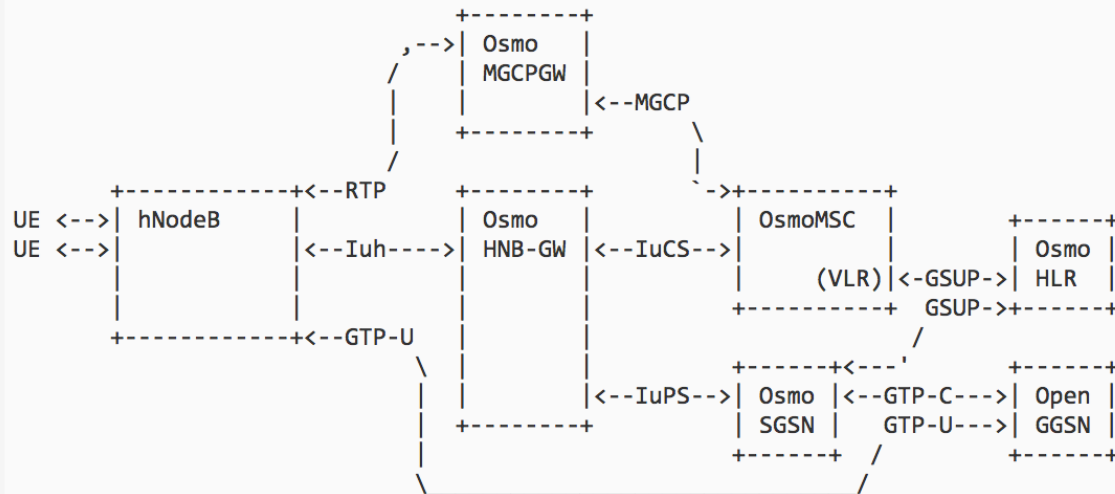 +--------+
,-->| Osmo   |
/    | MGCPGW |
|    |        |<--MGCP
|    +--------+       \
/                      |
+------------+<--RTP     +--------+       `->+----------+
UE <-->| hNodeB     |          | Osmo   |          | OsmoMSC  |         +------+
UE <-->|            |<--Iuh---->| HNB-GW |<--IuCS-->|          |         | Osmo |
|            |          |        |          |     (VLR)|<-GSUP->| HLR  |
|            |          |        |          +----------+  GSUP->+------+
+------------+<--GTP-U  |        |                       /
\   |        |          +------+<---'       +------+
|  |        |<--IuPS-->| Osmo |<--GTP-C--->| Open |
|  +--------+          | SGSN |   GTP-U--->| GGSN |
|                      +------+  /         +------+
\______________________________/